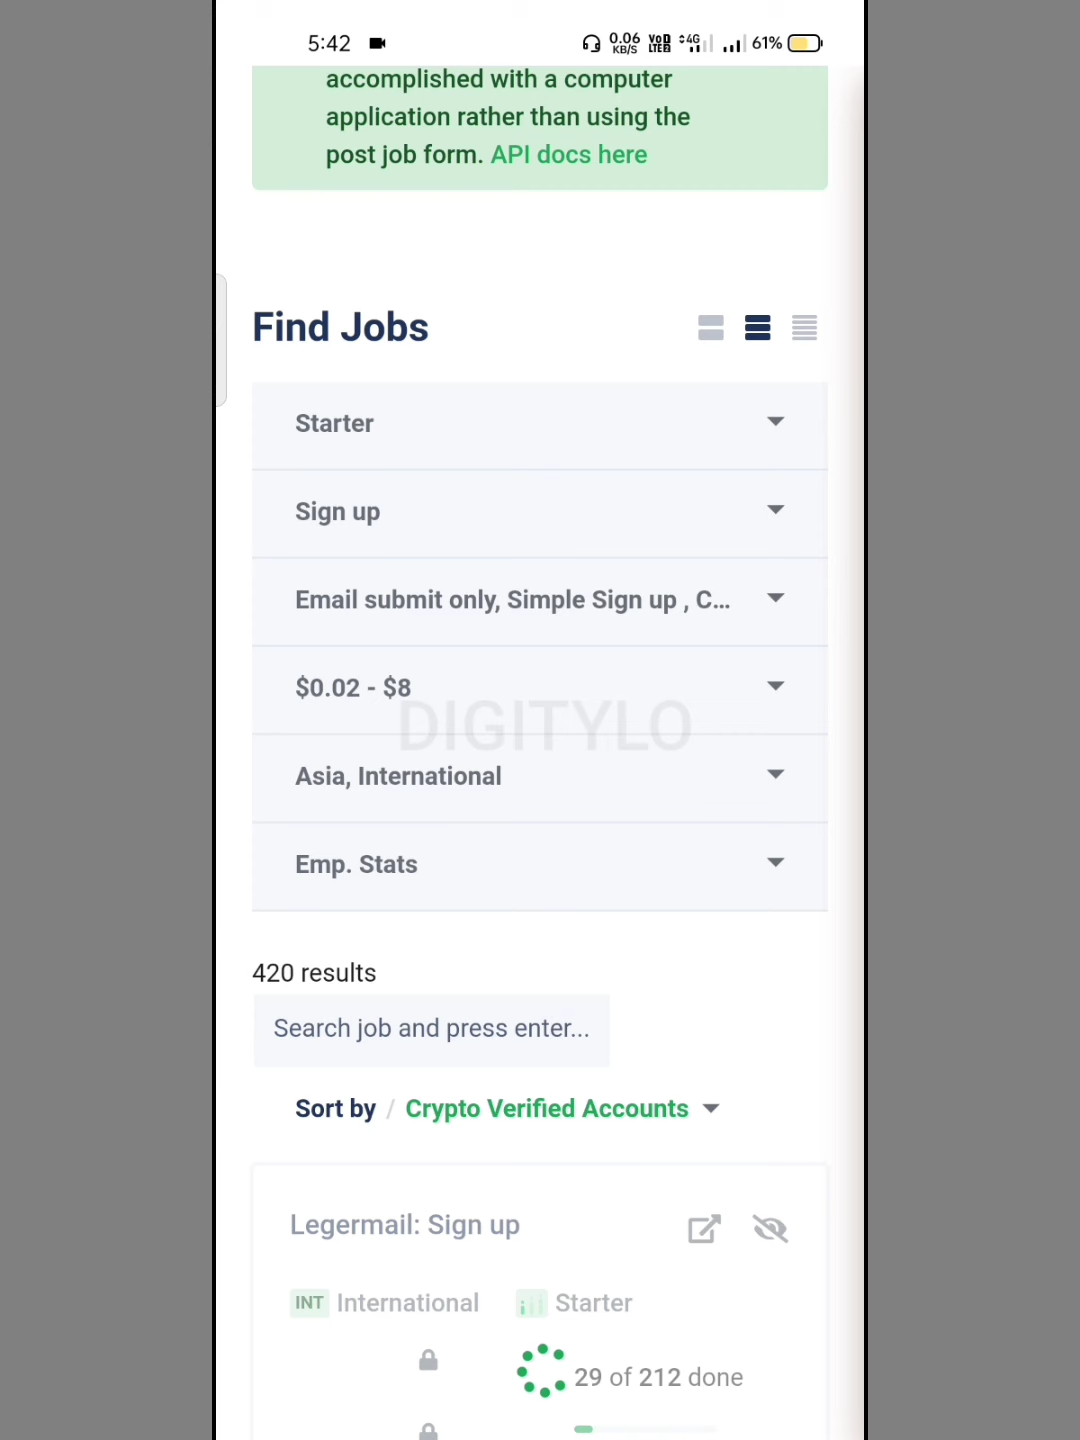 5:42 0.06 KB/S VoD LTE2 4G 61%
accomplished with a computer
application rather than using the
post job form. API docs here
Find Jobs
Starter
Sign up
Email submit only, Simple Sign up , C...
$0.02 - $8
DIGITYLO
Asia, International
Emp. Stats
420 results
Search job and press enter...
Sort by / Crypto Verified Accounts
Legermail: Sign up
INT International Starter
29 of 212 done